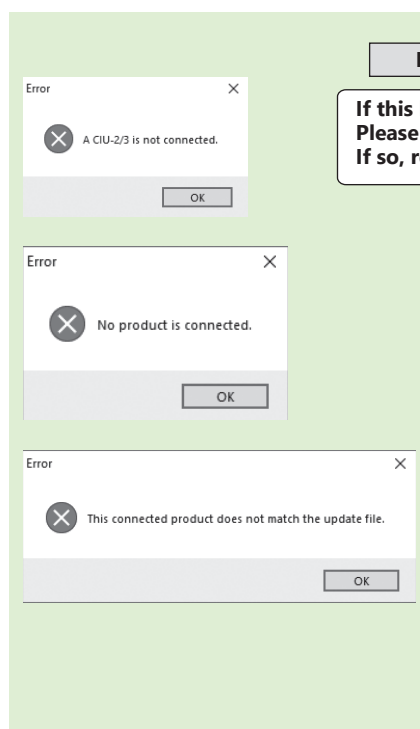 Error
A CIU-2/3 is not connected.
OK
If this
Please
If so,
Error
No product is connected.
OK
Error
This connected product does not match the update file.
OK